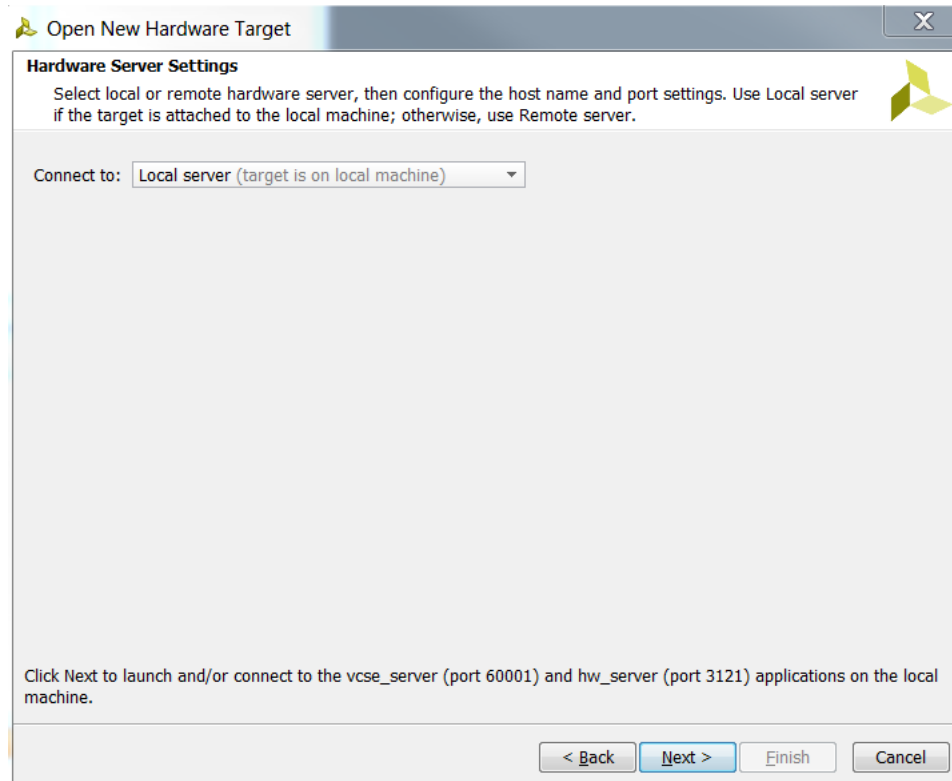 Open New Hardware Target
X
Hardware Server Settings
Select local or remote hardware server, then configure the host name and port settings. Use Local server
if the target is attached to the local machine; otherwise, use Remote server.
Connect to: Local server (target is on local machine)
Click Next to launch and/or connect to the vcse_server (port 60001) and hw_server (port 3121) applications on the local
machine.
< Back Next > Finish Cancel